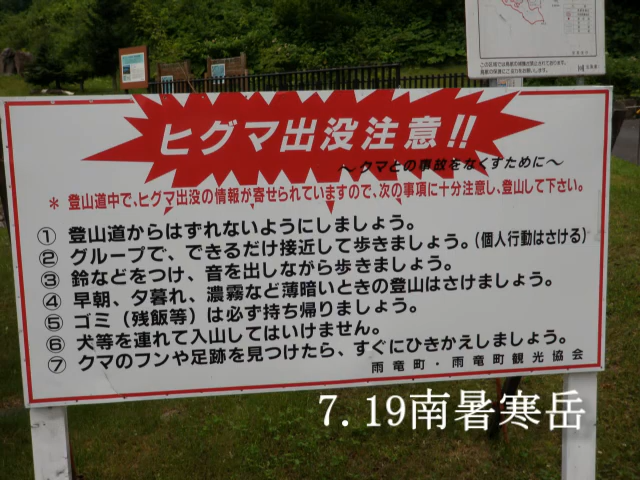 ヒグマ出没注意!!
〜クマとの事故をなくすために〜
* 登山道中で、ヒグマ出没の情報が寄せられていますので、次の事項に十分注意し、登山して下さい。
① 登山道からはずれないようにしましょう。
② グループで、できるだけ接近して歩きましょう。(個人行動はさける)
③ 鈴などをつけ、音を出しながら歩きましょう。
④ 早朝、夕暮れ、濃霧など薄暗いときの登山はさけましょう。
⑤ ゴミ(残飯等)は必ず持ち帰りましょう。
⑥ 犬等を連れて入山してはいけません。
⑦ クマのフンや足跡を見つけたら、すぐにひきかえしましょう。
雨竜町・雨竜町観光協会
7.19南暑寒岳